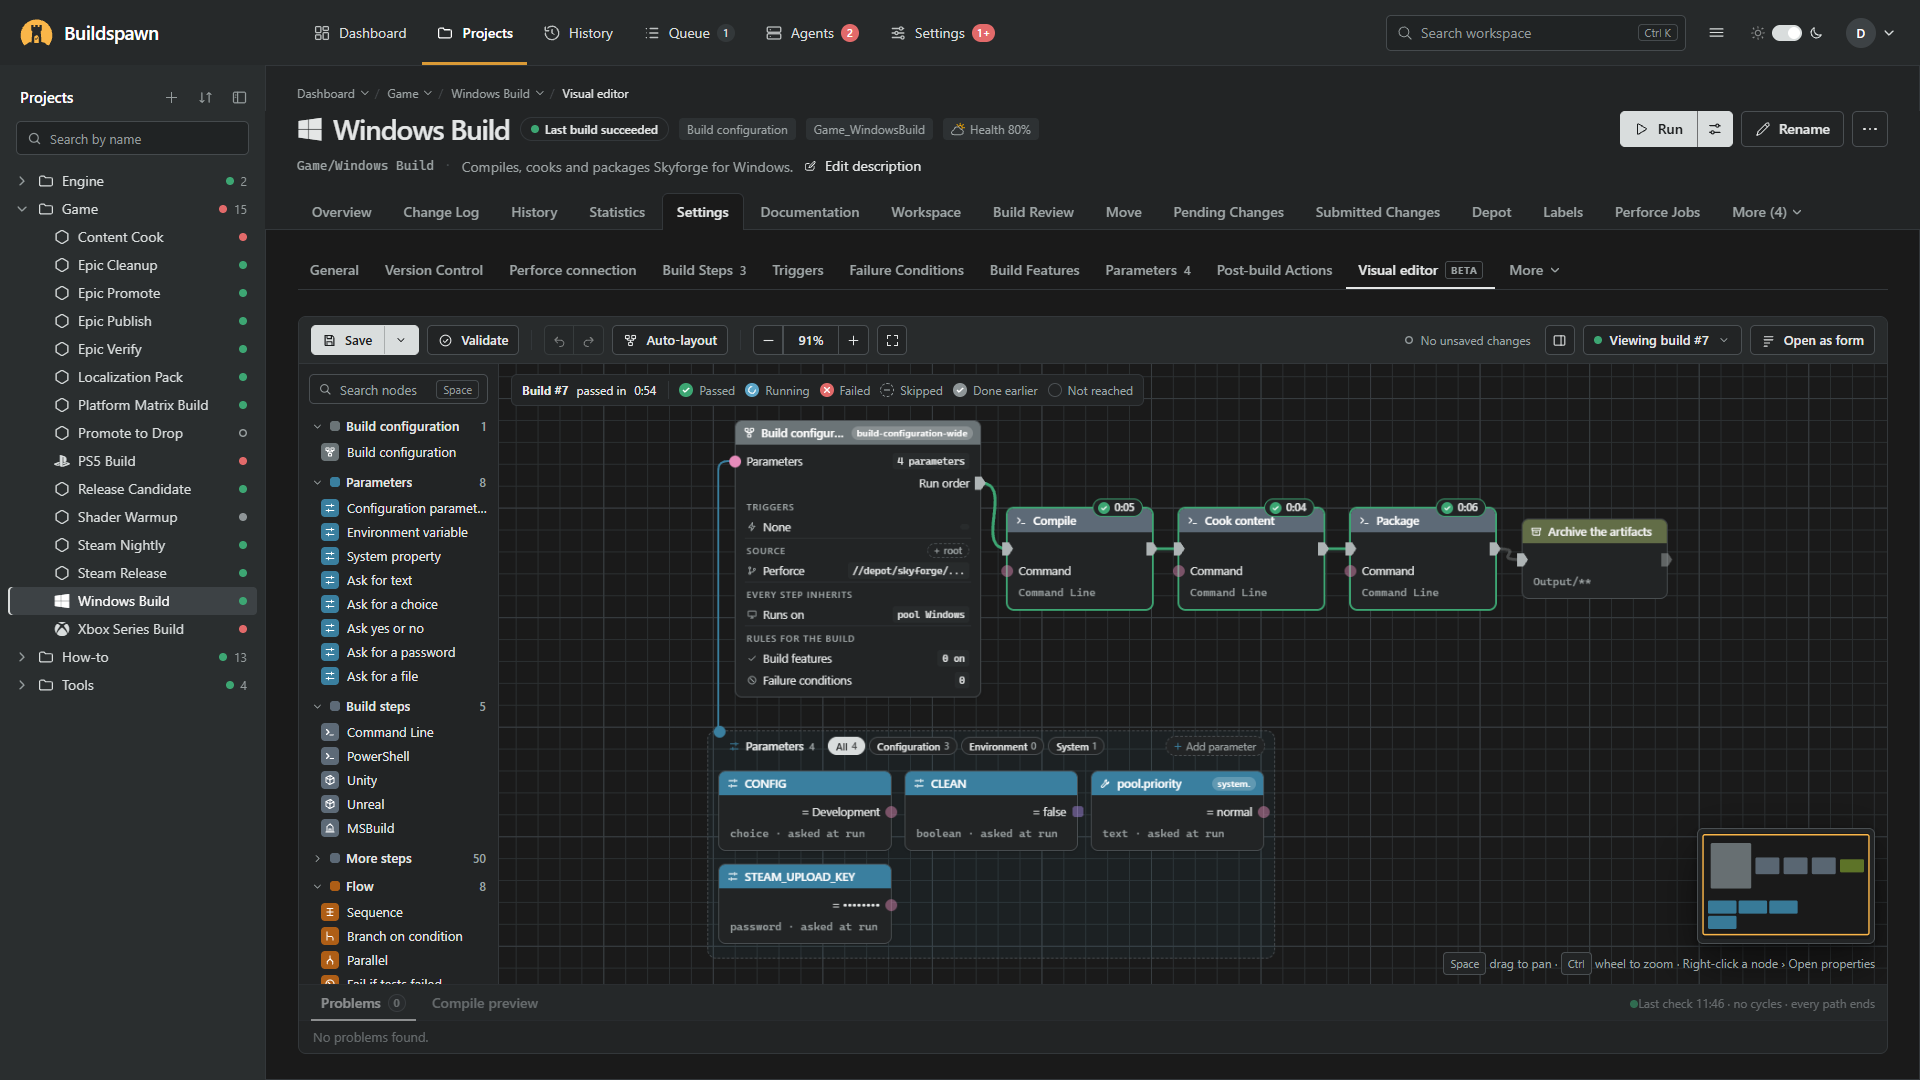 Buildspawn
Dashboard
Projects
History
Queue 1
Agents 2
Settings 1+
Search workspace Ctrl K
D
Projects
Search by name
Engine 2
Game 15
Content Cook
Epic Cleanup
Epic Promote
Epic Publish
Epic Verify
Localization Pack
Platform Matrix Build
Promote to Drop
PS5 Build
Release Candidate
Shader Warmup
Steam Nightly
Steam Release
Windows Build
Xbox Series Build
How-to 13
Tools 4
Dashboard / Game / Windows Build / Visual editor
Windows Build
Last build succeeded
Build configuration
Game_WindowsBuild
Health 80%
Run
Rename
Game/Windows Build · Compiles, cooks and packages Skyforge for Windows. Edit description
Overview Change Log History Statistics Settings Documentation Workspace Build Review Move Pending Changes Submitted Changes Depot Labels Perforce Jobs More (4)
General Version Control Perforce connection Build Steps 3 Triggers Failure Conditions Build Features Parameters 4 Post-build Actions Visual editor BETA More
Save
Validate
Auto-layout
91%
No unsaved changes
Viewing build #7
Open as form
Search nodes Space
Build configuration 1
Build configuration
Parameters 8
Configuration paramet...
Environment variable
System property
Ask for text
Ask for a choice
Ask yes or no
Ask for a password
Ask for a file
Build steps 5
Command Line
PowerShell
Unity
Unreal
MSBuild
More steps 50
Flow 8
Sequence
Branch on condition
Parallel
Fail if tests failed
Build #7 passed in 0:54 Passed Running Failed Skipped Done earlier Not reached
Build configur... build-configuration-wide
Parameters 4 parameters
Run order
TRIGGERS
None
SOURCE + root
Perforce //depot/skyforge/...
EVERY STEP INHERITS
Runs on pool Windows
RULES FOR THE BUILD
Build features 0 on
Failure conditions 0
0:05
Compile
Command
Command Line
0:04
Cook content
Command
Command Line
0:06
Package
Command
Command Line
Archive the artifacts
Output/**
Parameters 4 All 4 Configuration 3 Environment 0 System 1 + Add parameter
CONFIG
= Development
choice · asked at run
CLEAN
= false
boolean · asked at run
pool.priority system.
= normal
text · asked at run
STEAM_UPLOAD_KEY
= ••••••••
password · asked at run
Space drag to pan · Ctrl wheel to zoom · Right-click a node › Open properties
Problems 0
Compile preview
Last check 11:46 · no cycles · every path ends
No problems found.